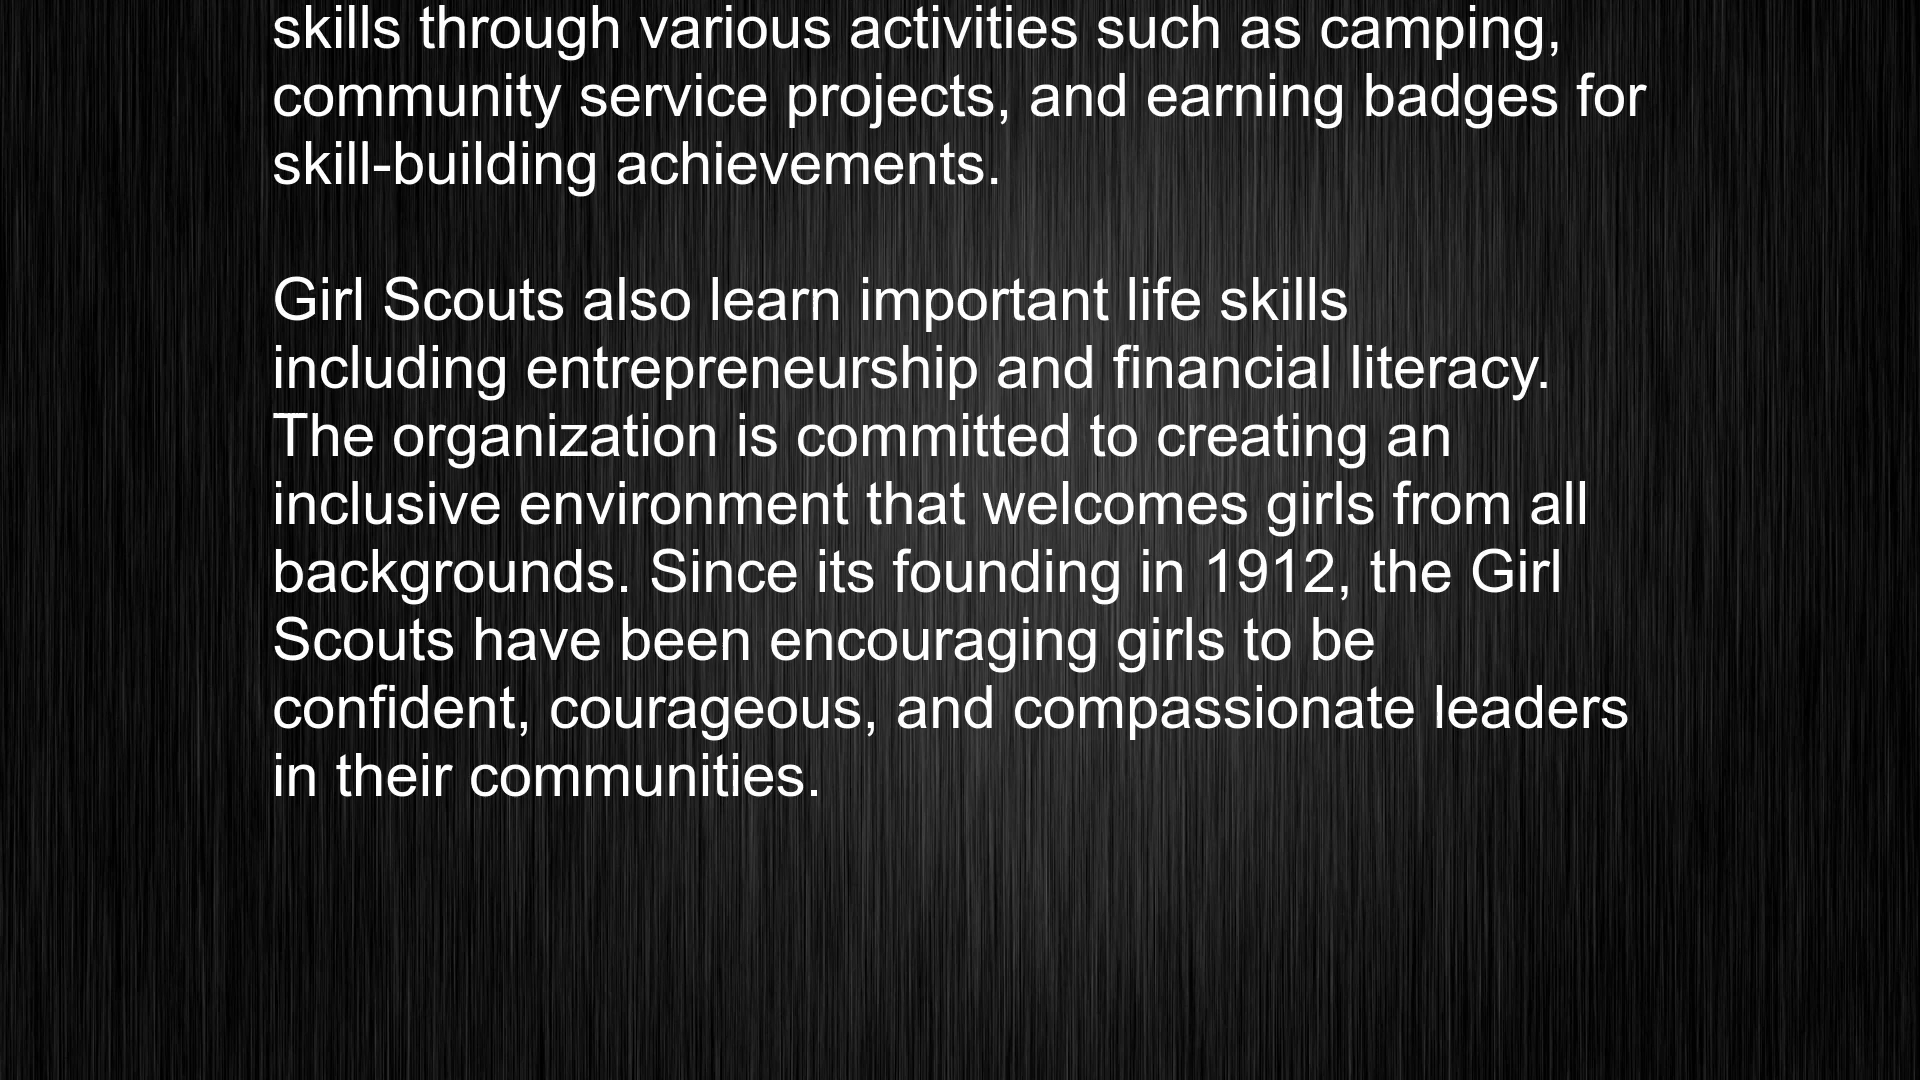 skills through various activities such as camping,
community service projects, and earning badges for
skill-building achievements.
Girl Scouts also learn important life skills
including entrepreneurship and financial literacy.
The organization is committed to creating an
inclusive environment that welcomes girls from all
backgrounds. Since its founding in 1912, the Girl
Scouts have been encouraging girls to be
confident, courageous, and compassionate leaders
in their communities.